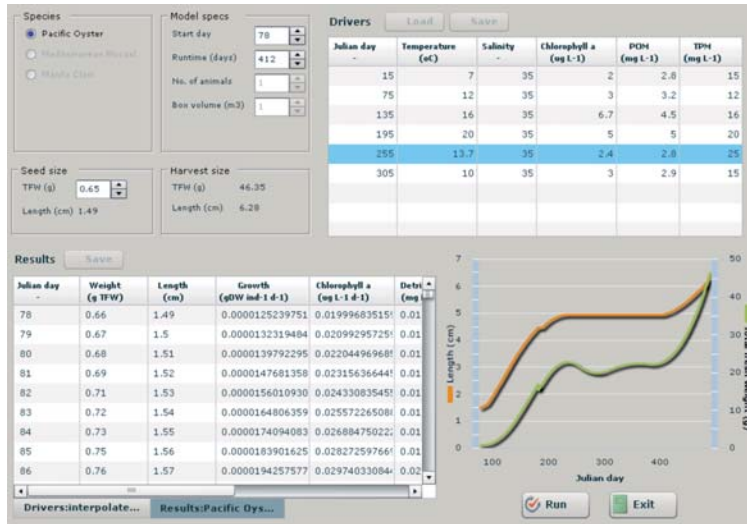 Species
Pacific Oyster
Mediterranean Mussel
Manila Clam
Model specs
Start day 78
Runtime (days) 412
No. of animals 1
Box volume (m3) 1
Seed size
TFW (g) 0.65
Length (cm) 1.49
Harvest size
TFW (g) 46.35
Length (cm) 6.28
Drivers Load Save
Julian day Temperature Salinity Chlorophyll a POM TPM
- (oC) - (ug L-1) (mg L-1) (mg L-1)
15 7 35 2 2.8 15
75 12 35 3 3.2 12
135 16 35 6.7 4.5 16
195 20 35 5 5 20
255 13.7 35 2.4 2.8 25
305 10 35 3 2.9 15
Results Save
Julian day Weight Length Growth Chlorophyll a Detri
- (g TFW) (cm) (gDW ind-1 d-1) (ug L-1 d-1) (mg
78 0.66 1.49 0.0000125239751 0.019996835159 0.01
79 0.67 1.5 0.0000132319484 0.020992957259 0.01
80 0.68 1.51 0.0000139792295 0.02204496968 0.01
81 0.69 1.52 0.0000147681358 0.02315636644 0.01
82 0.71 1.53 0.0000156010930 0.02433083545 0.01
83 0.72 1.54 0.0000164806359 0.02557226508 0.01
84 0.73 1.55 0.0000174094083 0.02688475022 0.01
85 0.75 1.56 0.0000183901625 0.02827259766 0.01
86 0.76 1.57 0.0000194257577 0.02974033084 0.02
Drivers:interpolate... Results:Pacific Oys...
7
6
5
4
3
2
1
0
Length (cm)
100 200 300 400
Julian day
50
40
30
20
10
0
Run Exit